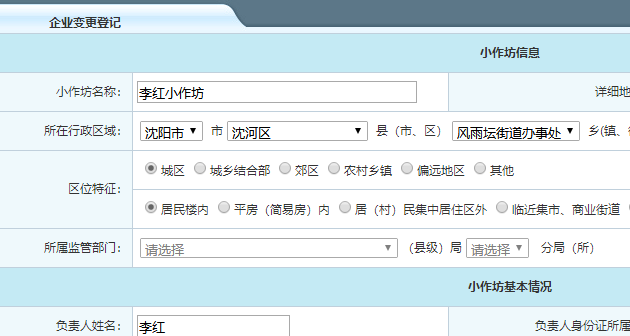 企业变更登记
小作坊信息
小作坊名称： 李红小作坊 详细地
所在行政区域： 沈阳市 市 沈河区 县（市、区） 风雨坛街道办事处 乡(镇、
区位特征： 城区 城乡结合部 郊区 农村乡镇 偏远地区 其他
居民楼内 平房（简易房）内 居（村）民集中居住区外 临近集市、商业街道
所属监管部门： 请选择 （县级）局 请选择 分局（所）
小作坊基本情况
负责人姓名： 李红 负责人身份证所属